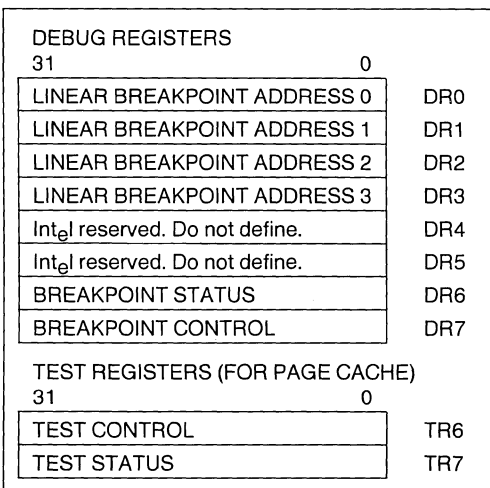 DEBUG REGISTERS
31 0
LINEAR BREAKPOINT ADDRESS 0 DR0
LINEAR BREAKPOINT ADDRESS 1 DR1
LINEAR BREAKPOINT ADDRESS 2 DR2
LINEAR BREAKPOINT ADDRESS 3 DR3
Intel reserved. Do not define. DR4
Intel reserved. Do not define. DR5
BREAKPOINT STATUS DR6
BREAKPOINT CONTROL DR7
TEST REGISTERS (FOR PAGE CACHE)
31 0
TEST CONTROL TR6
TEST STATUS TR7